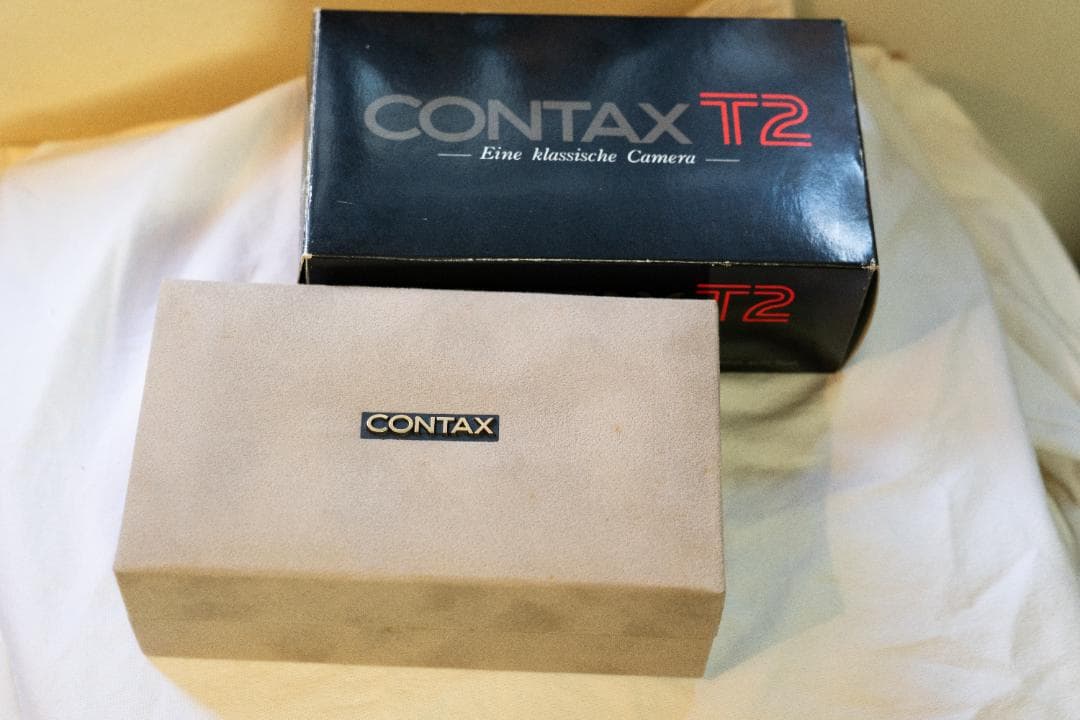 CONTAX T2
Eine klassische Camera
T2
CONTAX